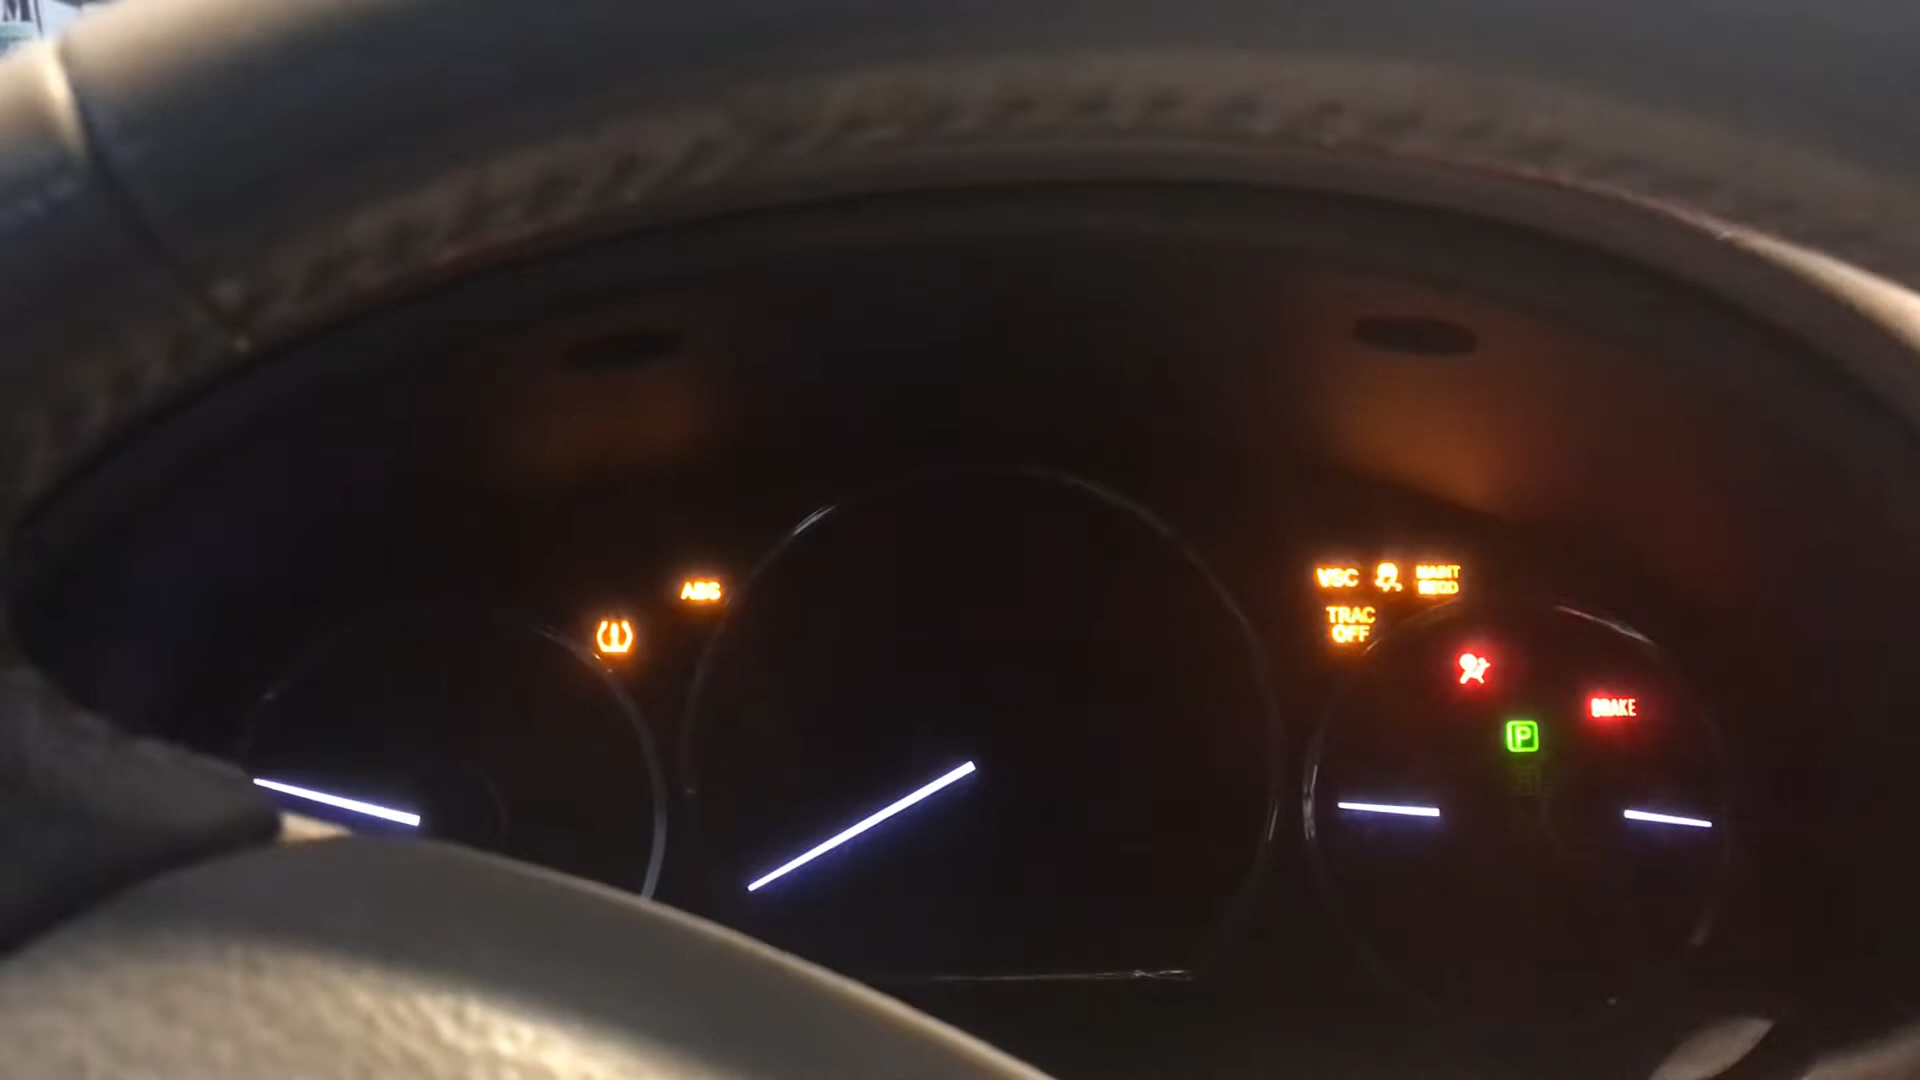 M
ABS
VSC
MAINT
REQD
TRAC
OFF
BRAKE
P